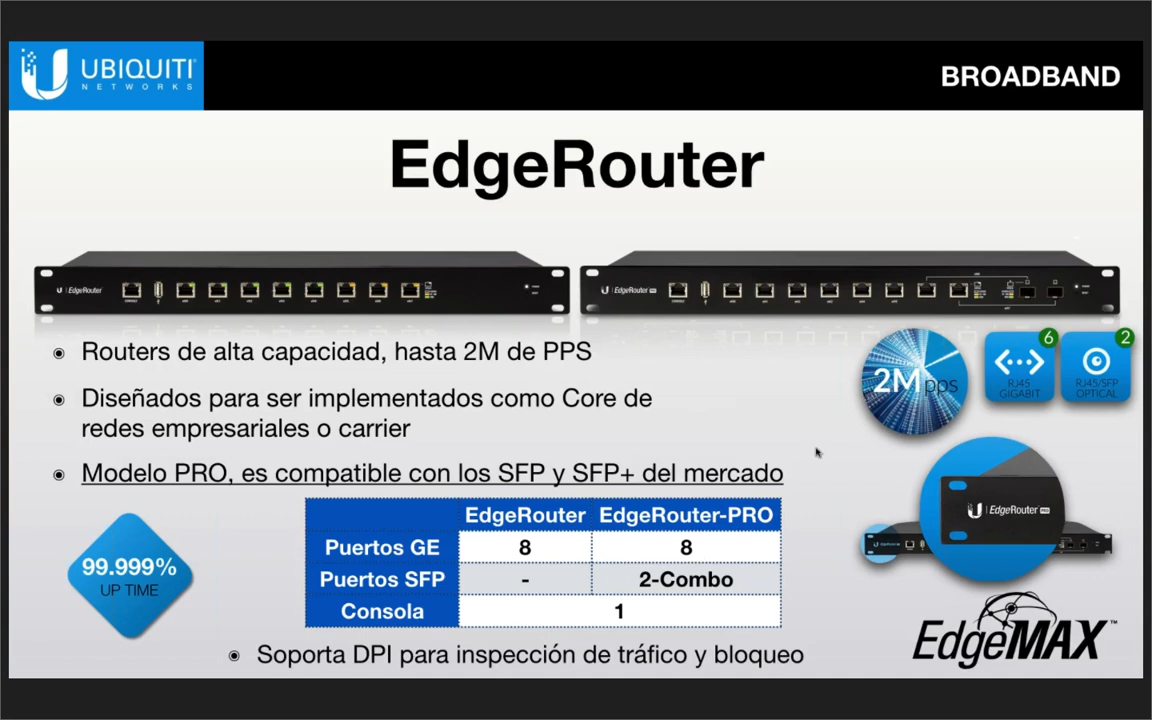 UBIQUITI
NETWORKS
BROADBAND
EdgeRouter
EdgeRouter
EdgeRouter PRO
Routers de alta capacidad, hasta 2M de PPS
Diseñados para ser implementados como Core de
redes empresariales o carrier
Modelo PRO, es compatible con los SFP y SFP+ del mercado
2Mpps
6
RJ45
GIGABIT
2
RJ45/SFP
OPTICAL
EdgeRouter PRO
99.999%
UP TIME
EdgeRouter EdgeRouter-PRO
Puertos GE 8 8
Puertos SFP - 2-Combo
Consola 1
Soporta DPI para inspección de tráfico y bloqueo
EdgeMAX™